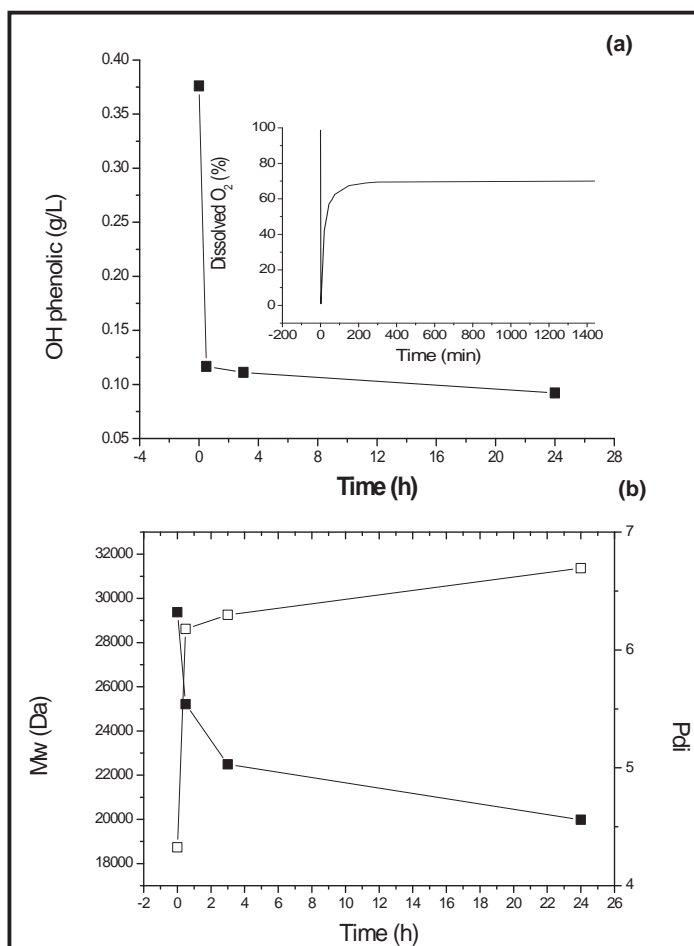 (a)
0.40
0.35
0.30
0.25
0.20
0.15
0.10
0.05
OH phenolic (g/L)
-4 0 4 8 12 16 20 24 28
Time (h)
100
80
60
40
20
0
Dissolved O2 (%)
-200 0 200 400 600 800 1000 1200 1400
Time (min)
(b)
32000
30000
28000
26000
24000
22000
20000
18000
Mw (Da)
7
6
5
4
Pdi
-2 0 2 4 6 8 10 12 14 16 18 20 22 24 26
Time (h)